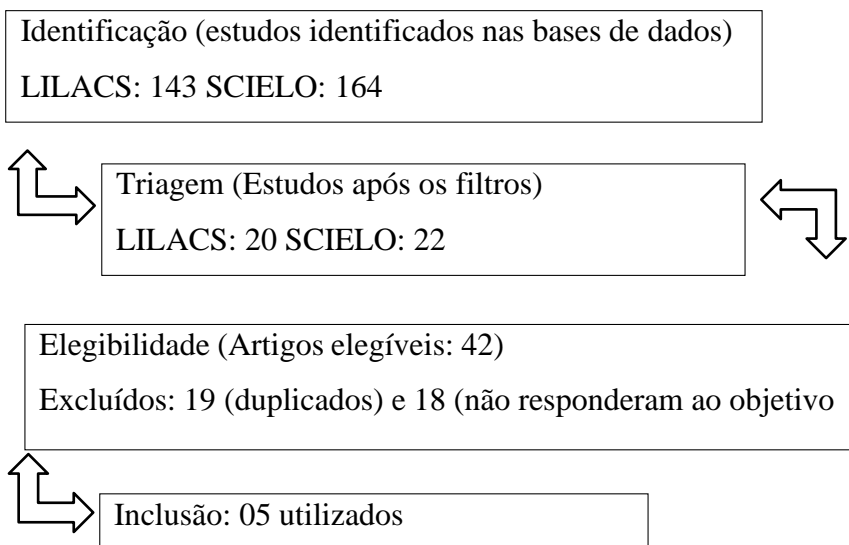 Identificação (estudos identificados nas bases de dados)
LILACS: 143 SCIELO: 164
Triagem (Estudos após os filtros)
LILACS: 20 SCIELO: 22
Elegibilidade (Artigos elegíveis: 42)
Excluídos: 19 (duplicados) e 18 (não responderam ao objetivo
Inclusão: 05 utilizados